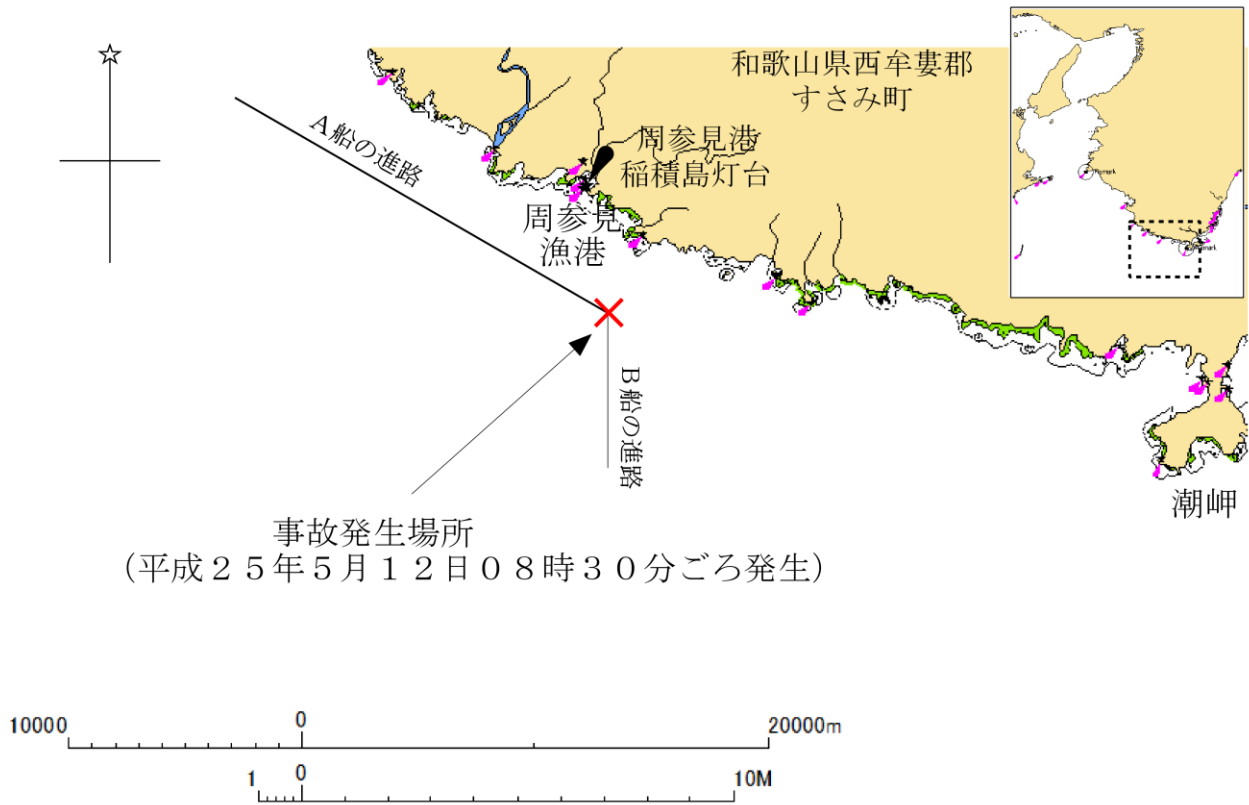 和歌山県西牟婁郡
すさみ町
A船の進路
周参見港
稲積島灯台
周参見
漁港
B船の進路
潮岬
事故発生場所
（平成２５年５月１２日０８時３０分ごろ発生）
10000 0 20000m
1 0 10M